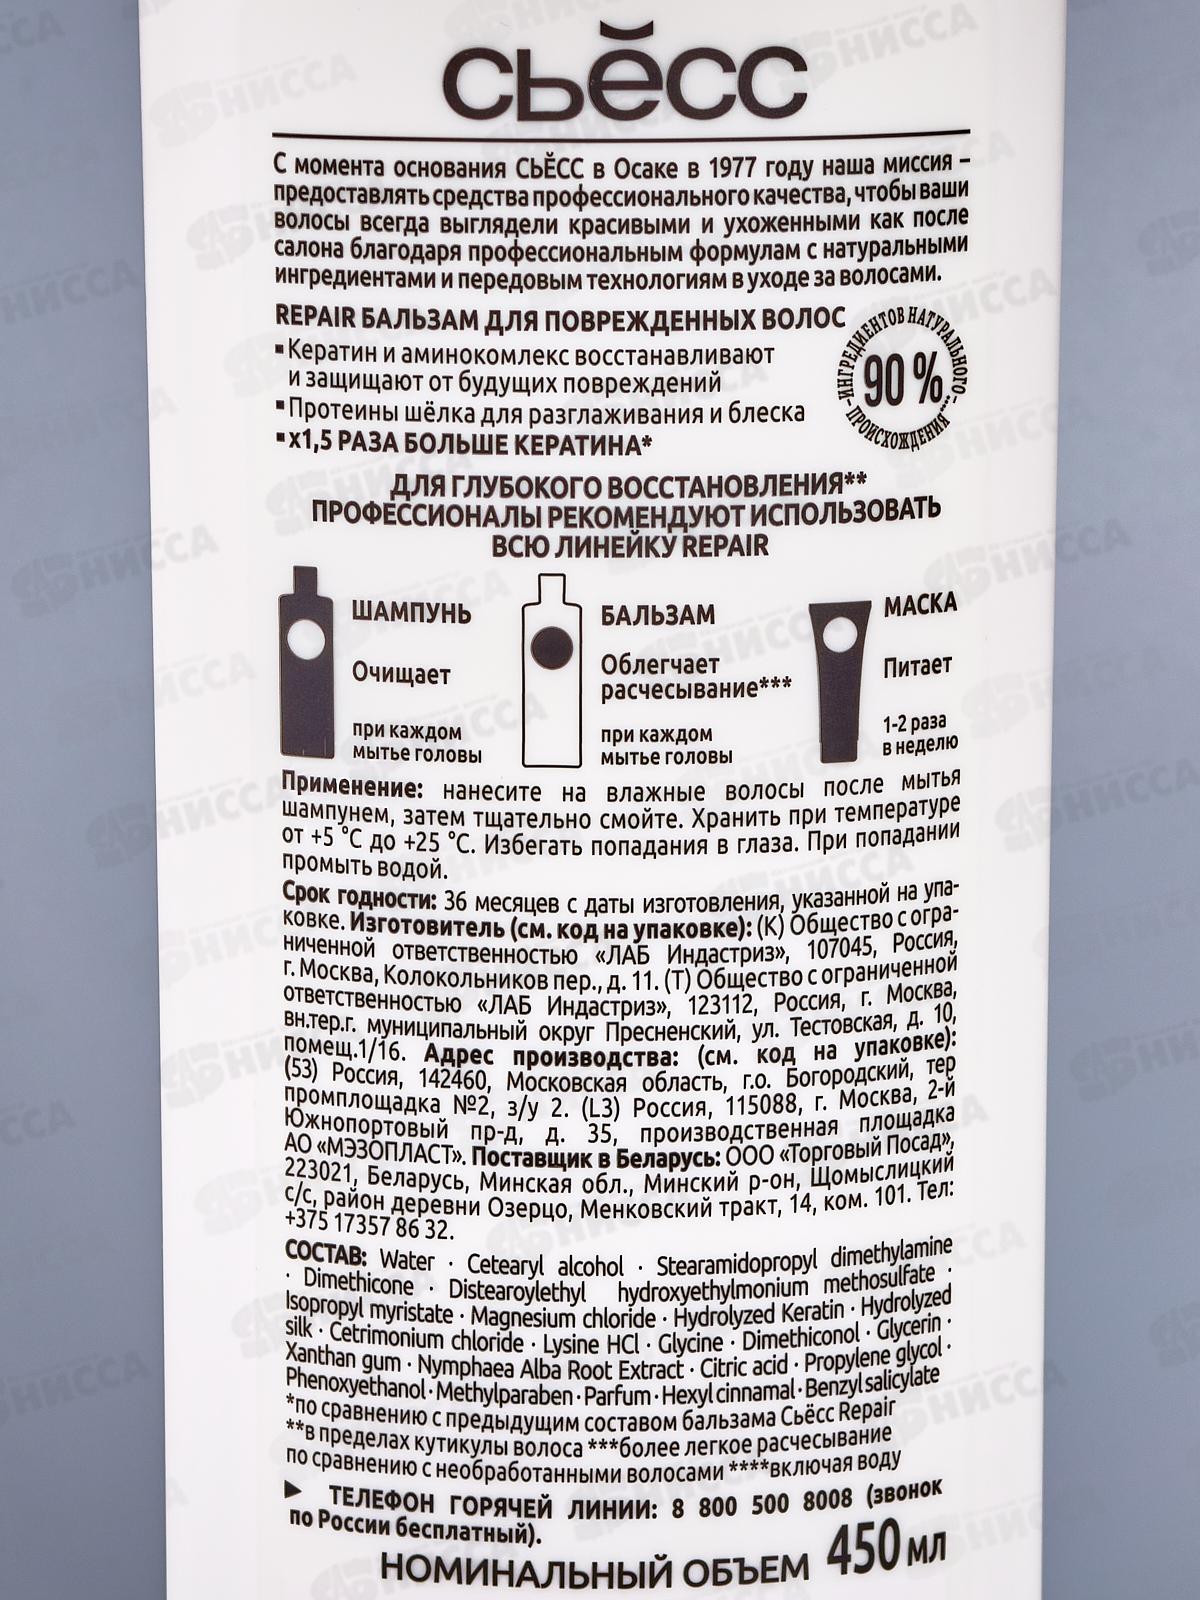 сьёсс
С момента основания СЬЁСС в Осаке в 1977 году наша миссия –
предоставлять средства профессионального качества, чтобы ваши
волосы всегда выглядели красивыми и ухоженными как после
салона благодаря профессиональным формулам с натуральными
ингредиентами и передовым технологиям в уходе за волосами.
REPAIR БАЛЬЗАМ ДЛЯ ПОВРЕЖДЕННЫХ ВОЛОС
▪Кератин и аминокомлекс восстанавливают
и защищают от будущих повреждений
▪Протеины шёлка для разглаживания и блеска
▪х1,5 РАЗА БОЛЬШЕ КЕРАТИНА*
–ИНГРЕДИЕНТОВ НАТУРАЛЬНОГО–
90 %
ПРОИСХОЖДЕНИЯ****
ДЛЯ ГЛУБОКОГО ВОССТАНОВЛЕНИЯ**
ПРОФЕССИОНАЛЫ РЕКОМЕНДУЮТ ИСПОЛЬЗОВАТЬ
ВСЮ ЛИНЕЙКУ REPAIR
ШАМПУНЬ
Очищает
при каждом
мытье головы
БАЛЬЗАМ
Облегчает
расчесывание***
при каждом
мытье головы
МАСКА
Питает
1-2 раза
в неделю
Применение: нанесите на влажные волосы после мытья
шампунем, затем тщательно смойте. Хранить при температуре
от +5 °С до +25 °С. Избегать попадания в глаза. При попадании
промыть водой.
Срок годности: 36 месяцев с даты изготовления, указанной на упа-
ковке. Изготовитель (см. код на упаковке): (К) Общество с огра-
ниченной ответственностью «ЛАБ Индастриз», 107045, Россия,
г. Москва, Колокольников пер., д. 11. (Т) Общество с ограниченной
ответственностью «ЛАБ Индастриз», 123112, Россия, г. Москва,
вн.тер.г. муниципальный округ Пресненский, ул. Тестовская, д. 10,
помещ.1/16. Адрес производства: (см. код на упаковке):
(53) Россия, 142460, Московская область, г.о. Богородский, тер
промплощадка №2, з/у 2. (L3) Россия, 115088, г. Москва, 2-й
Южнопортовый пр-д, д. 35, производственная площадка
АО «МЭЗОПЛАСТ». Поставщик в Беларусь: ООО «Торговый Посад»,
223021, Беларусь, Минская обл., Минский р-он, Щомыслицкий
с/с, район деревни Озерцо, Менковский тракт, 14, ком. 101. Тел:
+375 17357 86 32.
СОСТАВ: Water · Cetearyl alcohol · Stearamidopropyl dimethylamine
· Dimethicone · Distearoylethyl hydroxyethylmonium methosulfate ·
Isopropyl myristate · Magnesium chloride · Hydrolyzed Keratin · Hydrolyzed
silk · Cetrimonium chloride · Lysine HCl · Glycine · Dimethiconol · Glycerin ·
Xanthan gum · Nymphaea Alba Root Extract · Citric acid · Propylene glycol ·
Phenoxyethanol · Methylparaben · Parfum · Hexyl cinnamal · Benzyl salicylate
*по сравнению с предыдущим составом бальзама Сьёсс Repair
**в пределах кутикулы волоса ***более легкое расчесывание
по сравнению с необработанными волосами ****включая воду
► ТЕЛЕФОН ГОРЯЧЕЙ ЛИНИИ: 8 800 500 8008 (звонок
по России бесплатный).
НОМИНАЛЬНЫЙ ОБЪЕМ 450 мл